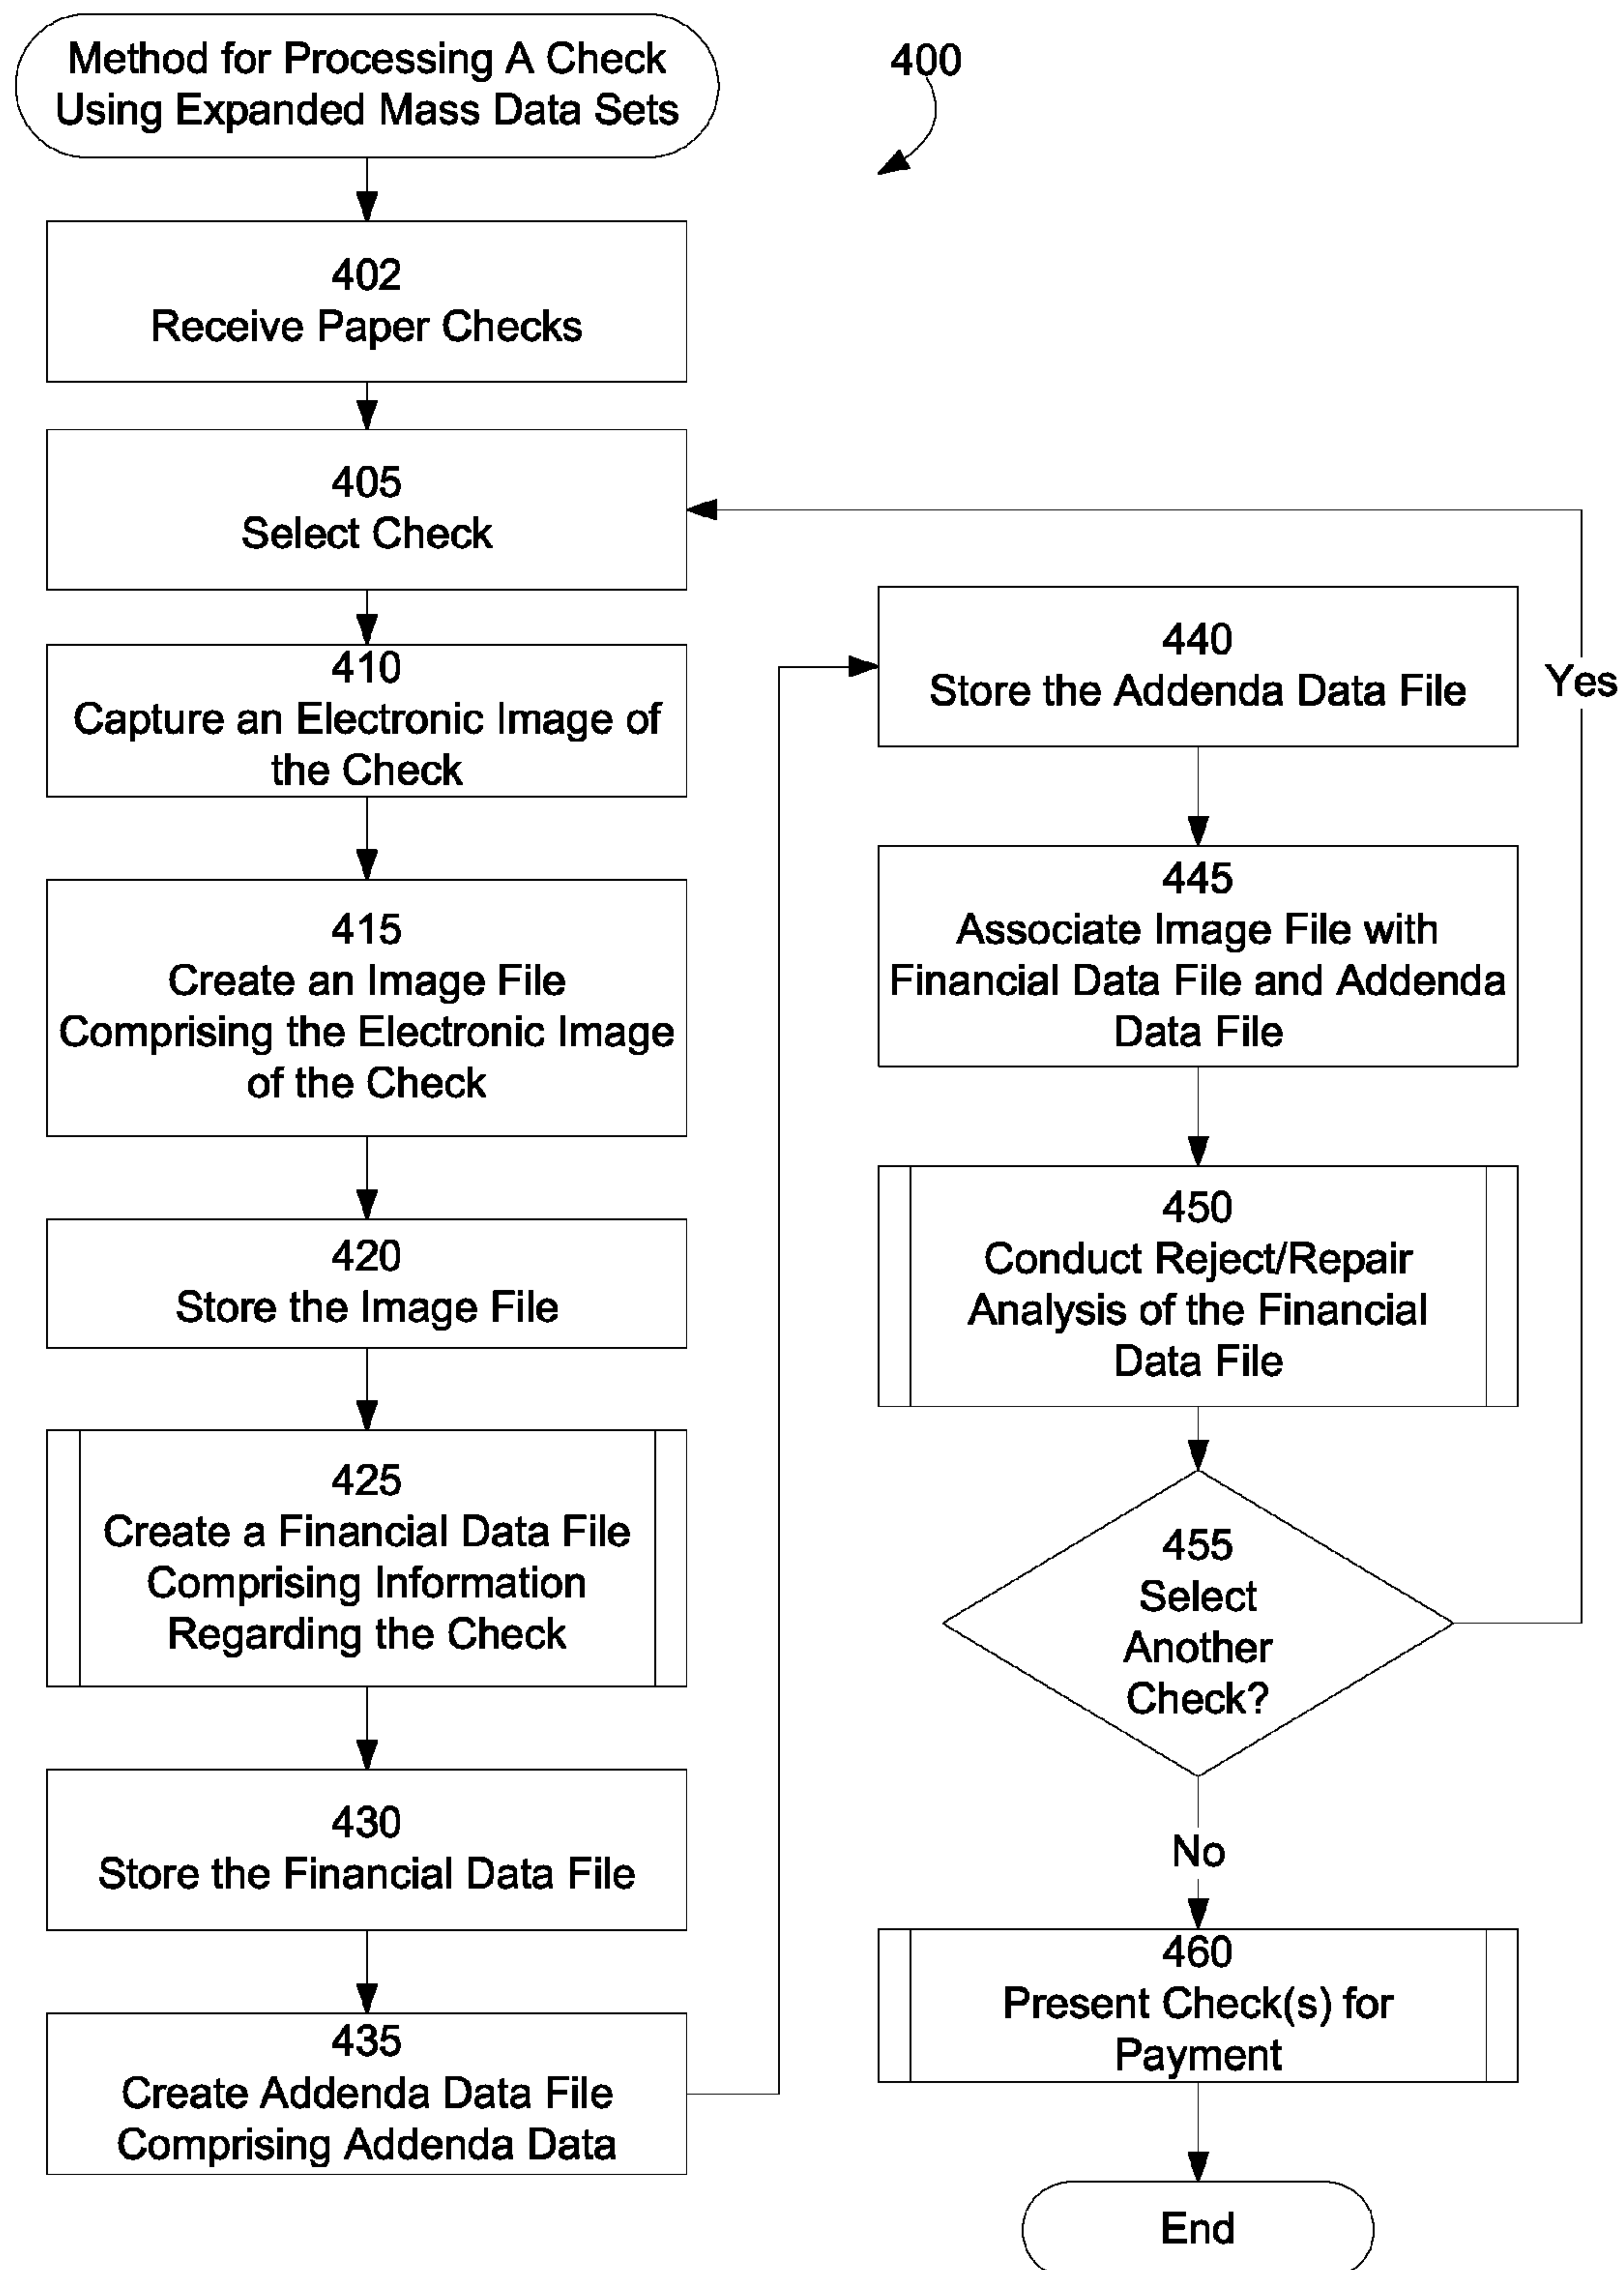 Method for Processing A Check
Using Expanded Mass Data Sets
400
402
Receive Paper Checks
405
Select Check
410
Capture an Electronic Image of
the Check
415
Create an Image File
Comprising the Electronic Image
of the Check
420
Store the Image File
425
Create a Financial Data File
Comprising Information
Regarding the Check
430
Store the Financial Data File
435
Create Addenda Data File
Comprising Addenda Data
440
Store the Addenda Data File
Yes
445
Associate Image File with
Financial Data File and Addenda
Data File
450
Conduct Reject/Repair
Analysis of the Financial
Data File
455
Select
Another
Check?
No
460
Present Check(s) for
Payment
End